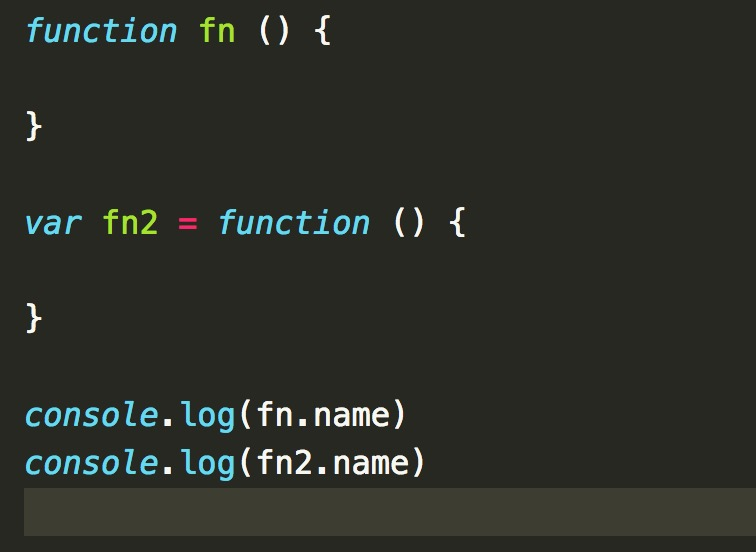 function fn () {
}
var fn2 = function () {
}
console.log(fn.name)
console.log(fn2.name)